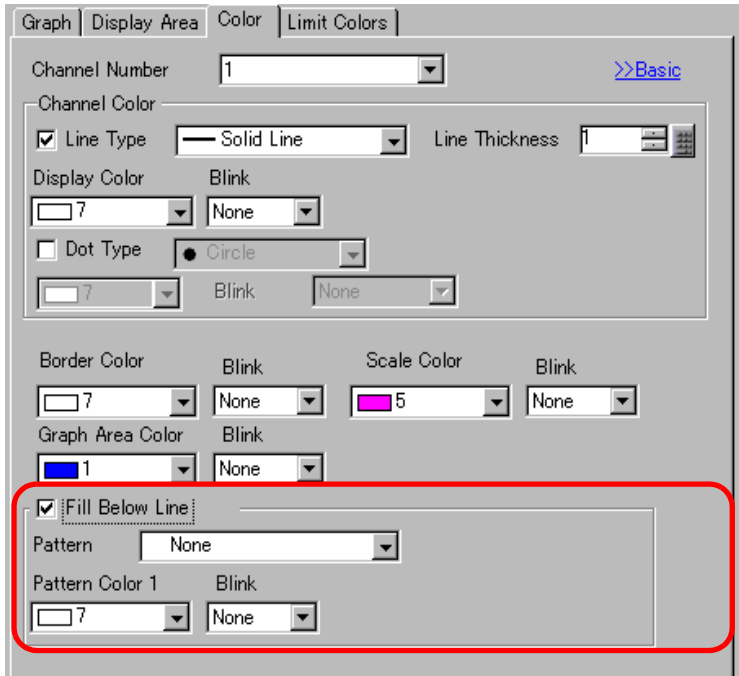 Graph Display Area Color Limit Colors
Channel Number 1 >>Basic
Channel Color
Line Type Solid Line Line Thickness 1
Display Color Blink
7 None
Dot Type Circle
7 Blink None
Border Color Blink Scale Color Blink
7 None 5 None
Graph Area Color Blink
1 None
Fill Below Line
Pattern None
Pattern Color 1 Blink
7 None